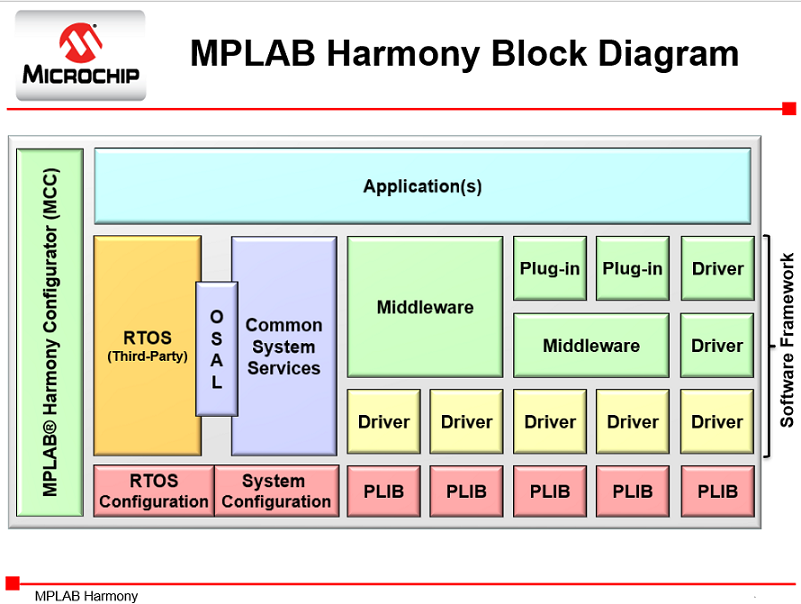 MICROCHIP
MPLAB Harmony Block Diagram
MPLAB® Harmony Configurator (MCC)
Application(s)
RTOS
(Third-Party)
O
S
A
L
Common
System
Services
Middleware
Plug-in
Plug-in
Driver
Middleware
Driver
Driver
Driver
Driver
Driver
Driver
RTOS
Configuration
System
Configuration
PLIB
PLIB
PLIB
PLIB
PLIB
Software Framework
MPLAB Harmony